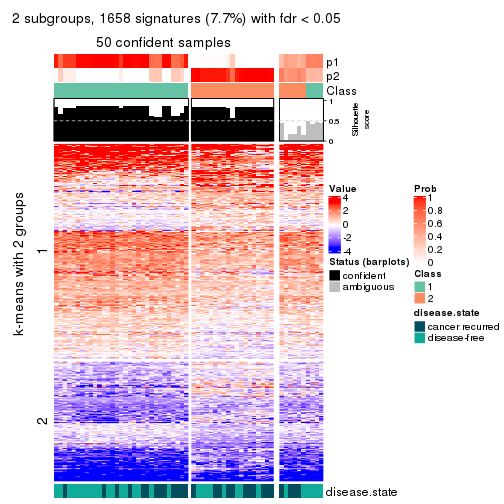 2 subgroups, 1658 signatures (7.7%) with fdr < 0.05
50 confident samples
p1
p2
Class
1
0.5
0
Silhouette
score
k-means with 2 groups
1
2
disease.state
Value
4
2
0
-2
-4
Status (barplots)
confident
ambiguous
Prob
1
0.8
0.6
0.4
0.2
0
Class
1
2
disease.state
cancer recurred
disease-free